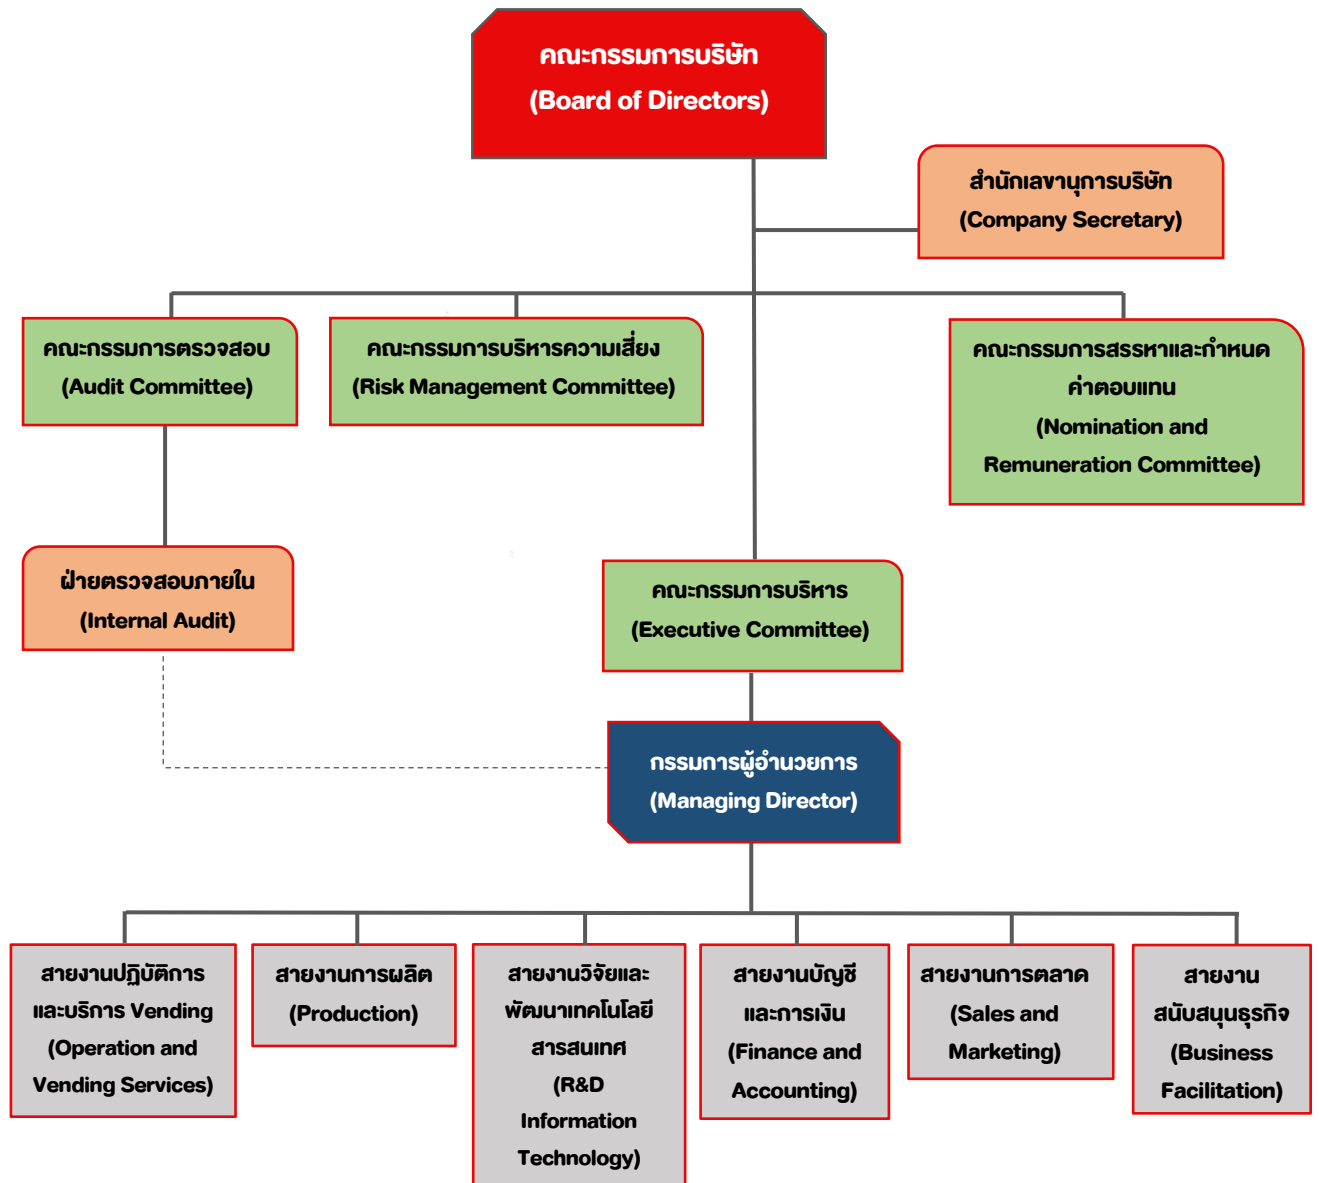 คณะกรรมการบริษัท
(Board of Directors)
สำนักเลขานุการบริษัท
(Company Secretary)
คณะกรรมการตรวจสอบ
(Audit Committee)
คณะกรรมการบริหารความเสี่ยง
(Risk Management Committee)
คณะกรรมการสรรหาและกำหนด
ค่าตอบแทน
(Nomination and
Remuneration Committee)
ฝ่ายตรวจสอบภายใน
(Internal Audit)
คณะกรรมการบริหาร
(Executive Committee)
กรรมการผู้อำนวยการ
(Managing Director)
สายงานปฏิบัติการ
และบริการ Vending
(Operation and
Vending Services)
สายงานการผลิต
(Production)
สายงานวิจัยและ
พัฒนาเทคโนโลยี
สารสนเทศ
(R&D
Information
Technology)
สายงานบัญชี
และการเงิน
(Finance and
Accounting)
สายงานการตลาด
(Sales and
Marketing)
สายงาน
สนับสนุนธุรกิจ
(Business
Facilitation)